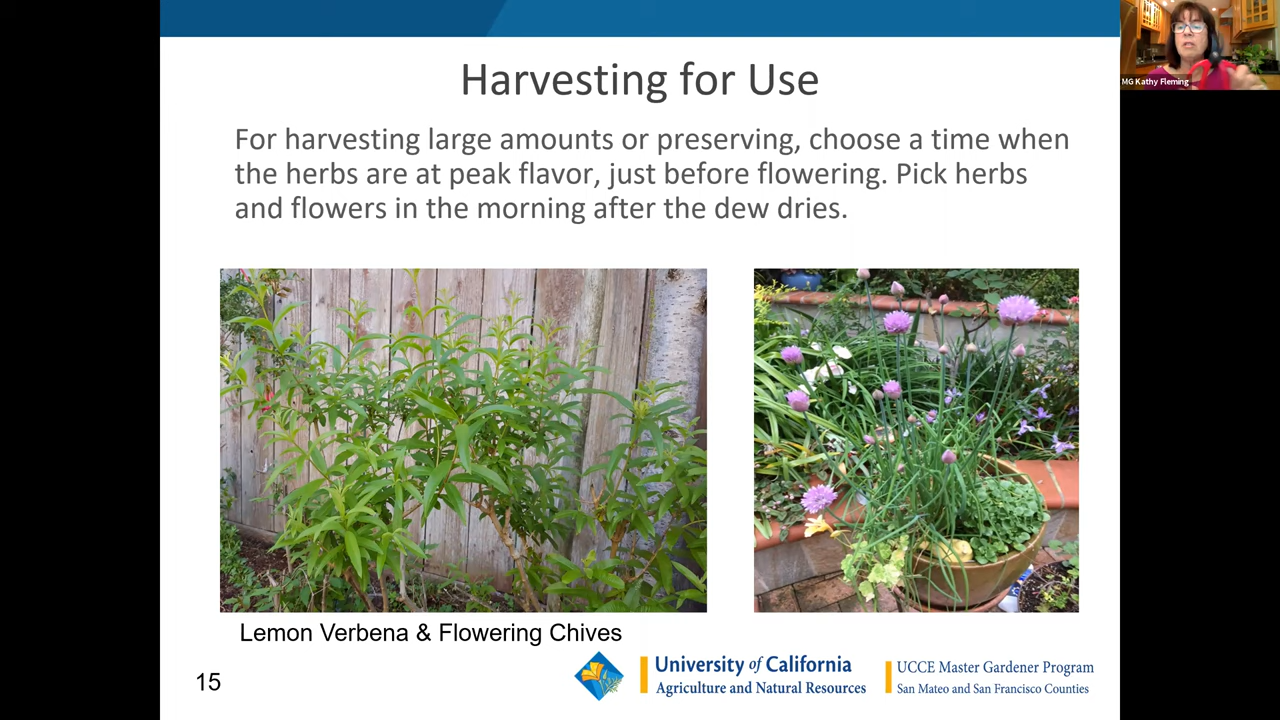 MG Kathy Fleming
Harvesting for Use
For harvesting large amounts or preserving, choose a time when
the herbs are at peak flavor, just before flowering. Pick herbs
and flowers in the morning after the dew dries.
Lemon Verbena & Flowering Chives
15
University of California
Agriculture and Natural Resources
UCCE Master Gardener Program
San Mateo and San Francisco Counties